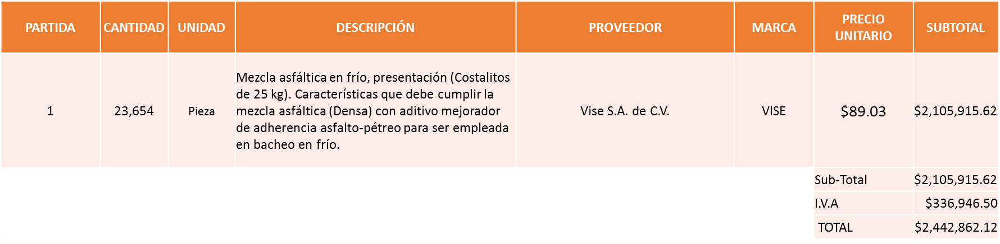 PARTIDA CANTIDAD UNIDAD DESCRIPCIÓN PROVEEDOR MARCA PRECIO UNITARIO SUBTOTAL
1 23,654 Pieza
Mezcla asfáltica en frío, presentación (Costalitos
de 25 kg). Características que debe cumplir la
mezcla asfáltica (Densa) con aditivo mejorador
de adherencia asfalto-pétreo para ser empleada
en bacheo en frío.
Vise S.A. de C.V. VISE $89.03 $2,105,915.62
Sub-Total $2,105,915.62
I.V.A $336,946.50
TOTAL $2,442,862.12